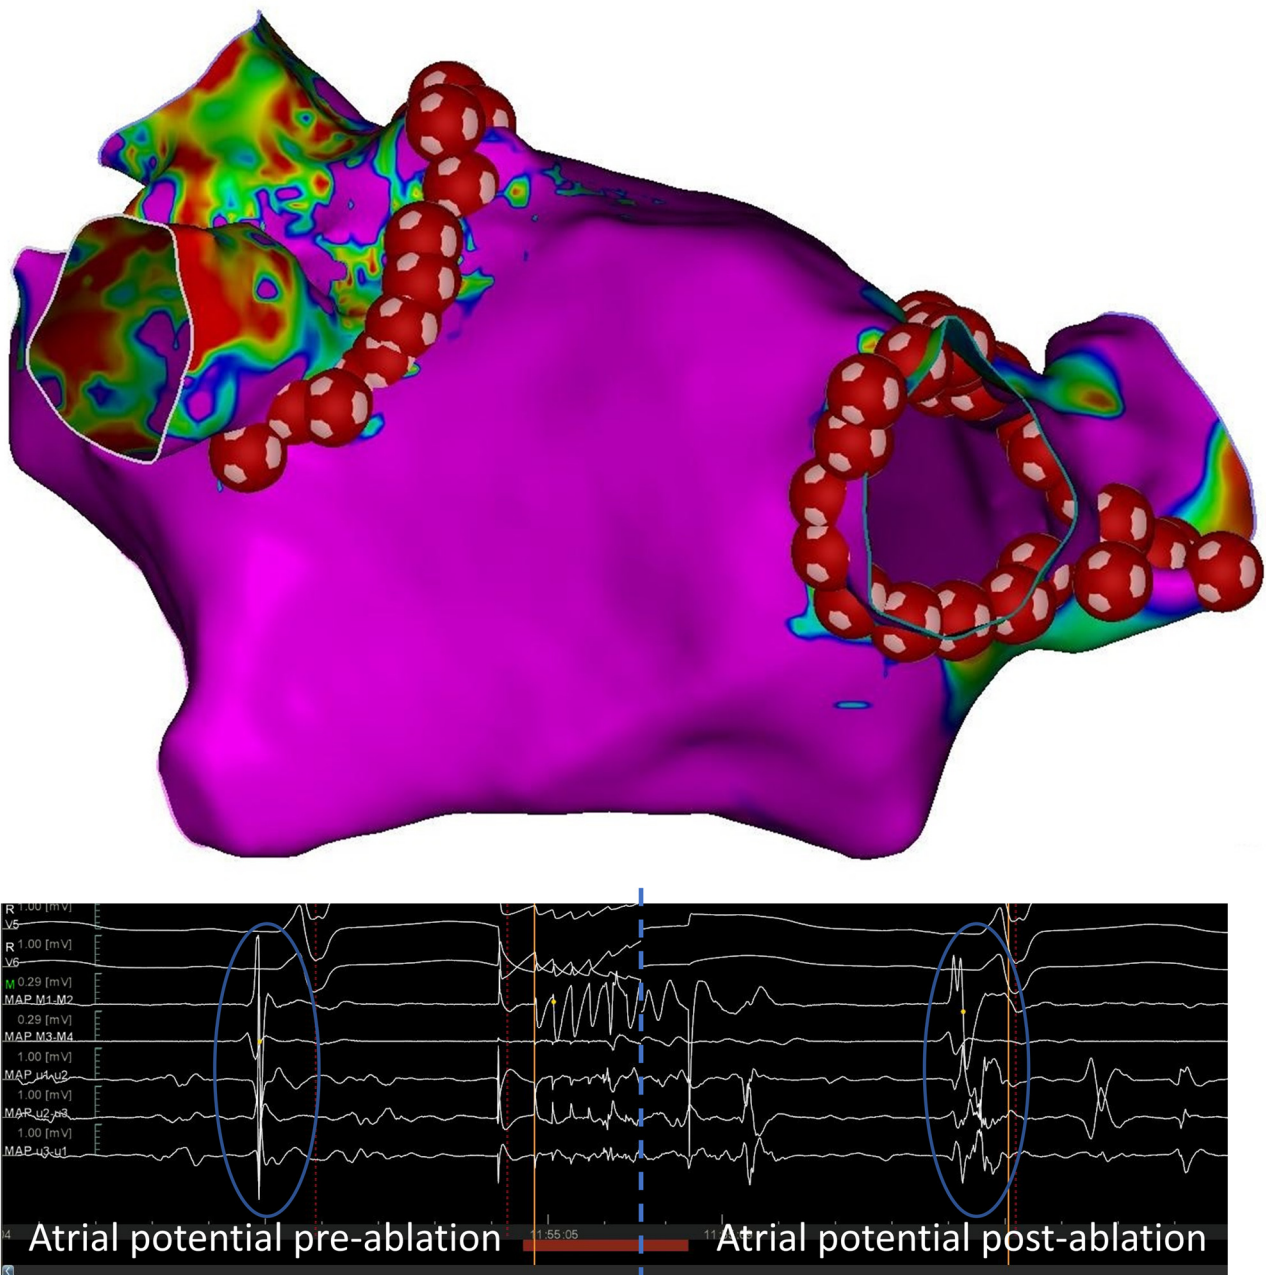 R 1.00 [mV]
V5
R 1.00 [mV]
V6
M 0.29 [mV]
MAP M1-M2
0.29 [mV]
MAP M3-M4
1.00 [mV]
MAP u1-u2
1.00 [mV]
MAP u2-u3
1.00 [mV]
MAP u3-u1
04
11:55:05
Atrial potential pre-ablation
Atrial potential post-ablation